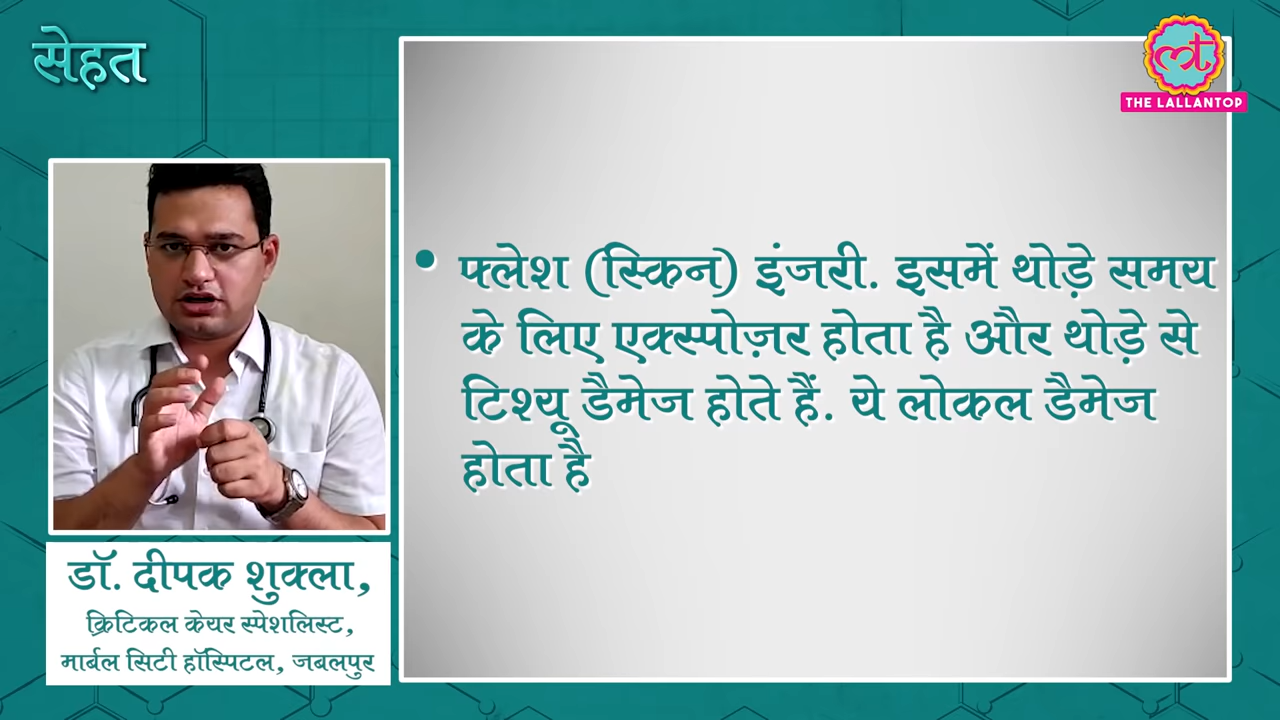 सेहत
THE LALLANTOP
• फ्लेश (स्किन) इंजरी. इसमें थोड़े समय
के लिए एक्स्पोज़र होता है और थोड़े से
टिश्यू डैमेज होते हैं. ये लोकल डैमेज
होता है
डॉ. दीपक शुक्ला,
क्रिटिकल केयर स्पेशलिस्ट,
मार्बल सिटी हॉस्पिटल, जबलपुर